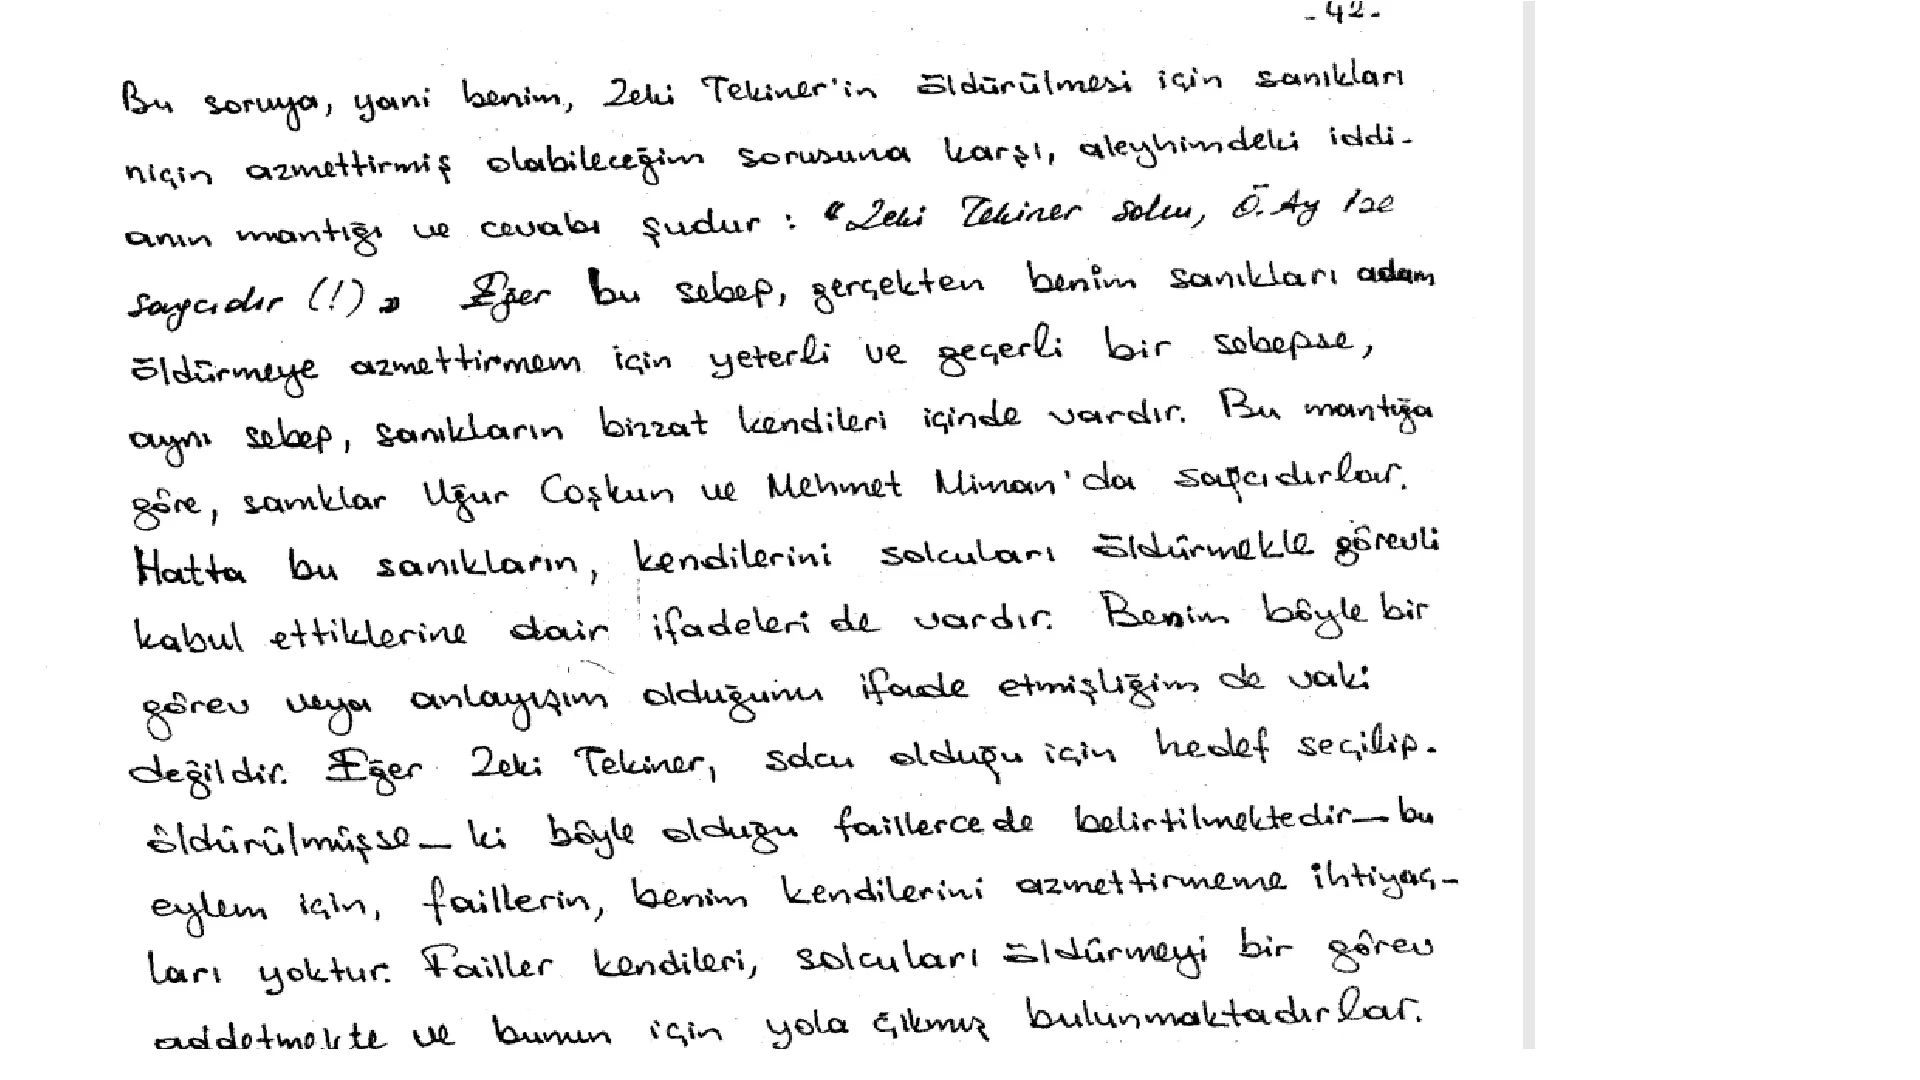 - 42 -
Bu soruya, yani benim, Zeki Tekiner'in öldürülmesi için sanıkları
niçin azmettirmiş olabileceğim sorusuna karşı, aleyhimdeki iddi-
anın mantığı ve cevabı şudur : "Zeki Tekiner solcu, Ö. Ay ise
sağcıdır (!)" Eğer bu sebep, gerçekten benim sanıkları adam
öldürmeye azmettirmem için yeterli ve geçerli bir sebepse,
aynı sebep, sanıkların bizzat kendileri içinde vardır. Bu mantığa
göre, sanıklar Uğur Coşkun ve Mehmet Miman'da sağcıdırlar.
Hatta bu sanıkların, kendilerini solcuları öldürmekle görevli
kabul ettiklerine dair ifadeleri de vardır. Benim böyle bir
görev veya anlayışım olduğunu ifade etmişliğim de vaki
değildir. Eğer Zeki Tekiner, solcu olduğu için hedef seçilip-
öldürülmüşse_ ki böyle olduğu faillerce de belirtilmektedir_ bu
eylem için, faillerin, benim kendilerini azmettirmeme ihtiyaç-
ları yoktur. Failler kendileri, solcuları öldürmeyi bir görev
addetmekte ve bunun için yola çıkmış bulunmaktadırlar.